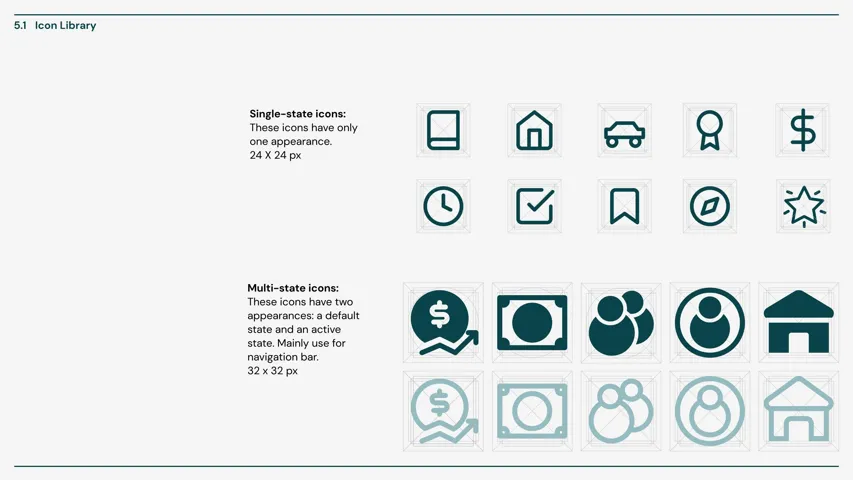 5.1 Icon Library
Single-state icons:
These icons have only
one appearance.
24 X 24 px
Multi-state icons:
These icons have two
appearances: a default
state and an active
state. Mainly use for
navigation bar.
32 x 32 px